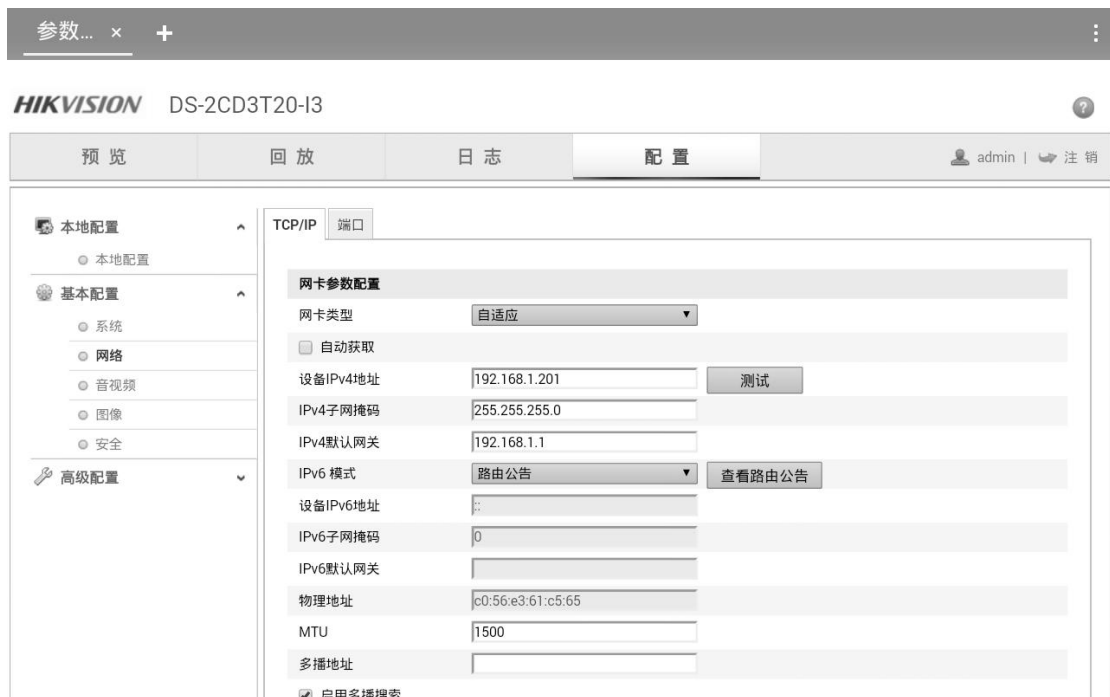 参数...  ×  +
HIKVISION  DS-2CD3T20-I3
预 览  回 放  日 志  配 置  admin | 注 销
本地配置
本地配置
基本配置
系统
网络
音视频
图像
安全
高级配置
TCP/IP  端口
网卡参数配置
网卡类型  自适应
自动获取
设备IPv4地址  192.168.1.201  测试
IPv4子网掩码  255.255.255.0
IPv4默认网关  192.168.1.1
IPv6 模式  路由公告  查看路由公告
设备IPv6地址  ::
IPv6子网掩码  0
IPv6默认网关
物理地址  c0:56:e3:61:c5:65
MTU  1500
多播地址
启用多播搜索